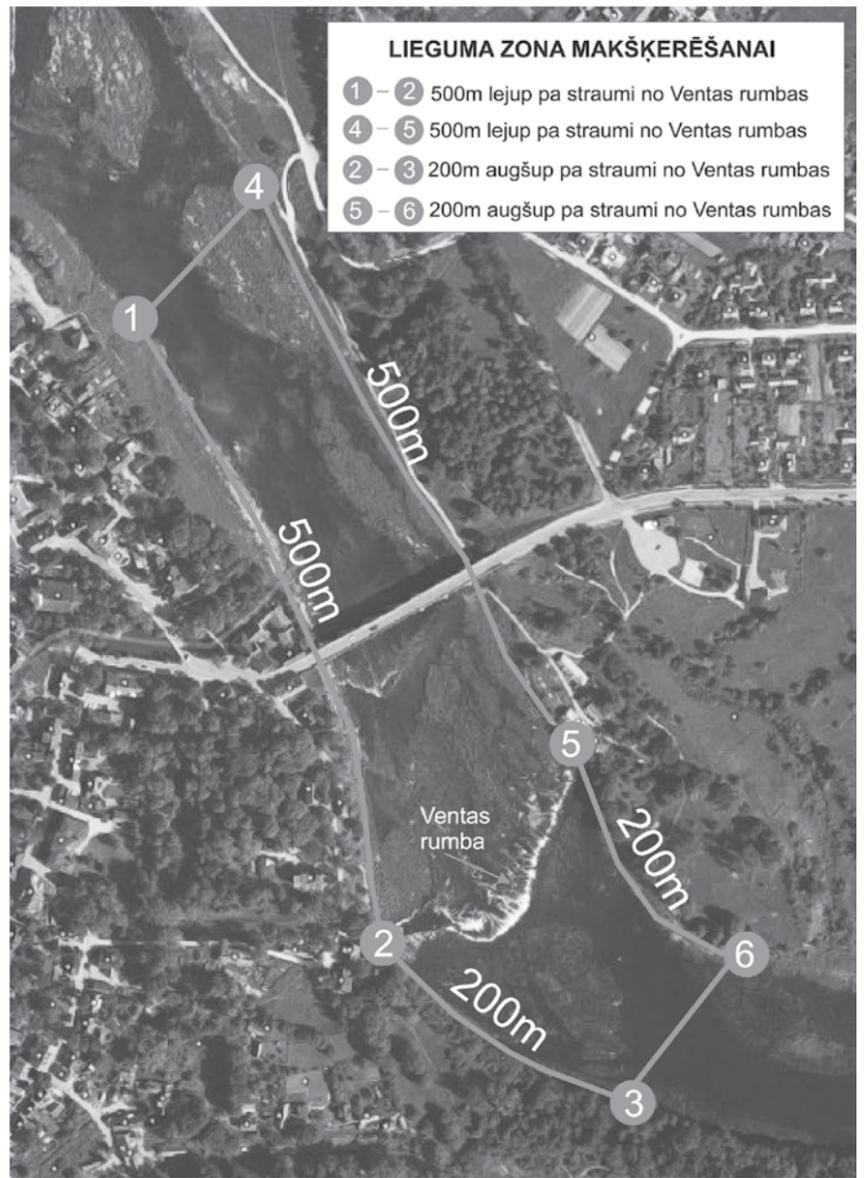 LIEGUMA ZONA MAKŠĶERĒŠANAI
1 – 2 500m lejup pa straumi no Ventas rumbas
4 – 5 500m lejup pa straumi no Ventas rumbas
2 – 3 200m augšup pa straumi no Ventas rumbas
5 – 6 200m augšup pa straumi no Ventas rumbas
4
1
500m
500m
5
Ventas
rumba
200m
2
6
200m
3